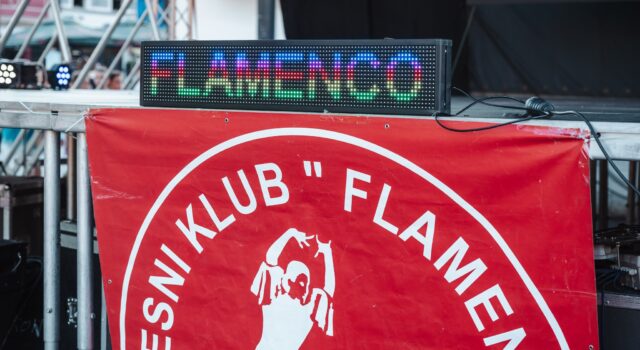 FLAMENCO
ESNI KLUB " FLAMEN